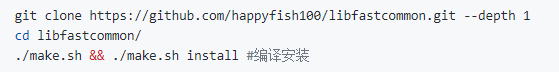 git clone https://github.com/happyfish100/libfastcommon.git --depth 1
cd libfastcommon/
./make.sh && ./make.sh install #编译安装